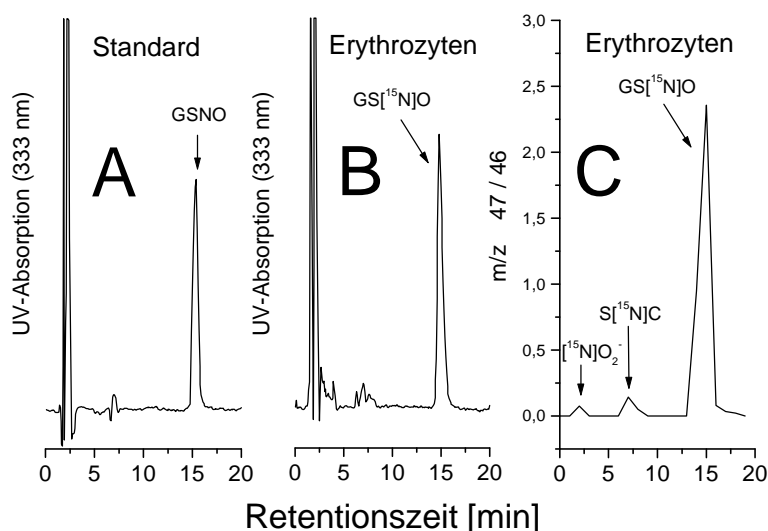 Standard
GSNO
A
UV-Absorption (333 nm)
0 5 10 15 20
Erythrozyten
GS[¹⁵N]O
B
UV-Absorption (333 nm)
0 5 10 15 20
Erythrozyten
GS[¹⁵N]O
C
S[¹⁵N]C
[¹⁵N]O₂⁻
m/z 47 / 46
3,0
2,5
2,0
1,5
1,0
0,5
0,0
0 5 10 15 20
Retentionszeit [min]